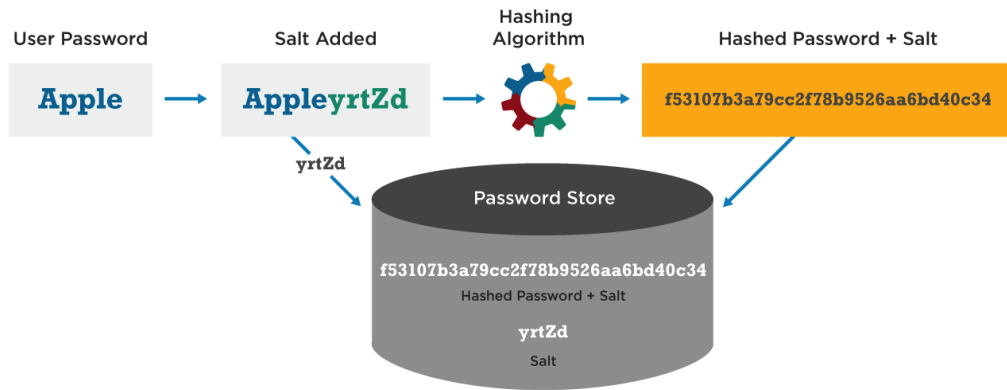 User Password
Salt Added
Hashing
Algorithm
Hashed Password + Salt
Apple
AppleyrtZd
f53107b3a79cc2f78b9526aa6bd40c34
yrtZd
Password Store
f53107b3a79cc2f78b9526aa6bd40c34
Hashed Password + Salt
yrtZd
Salt